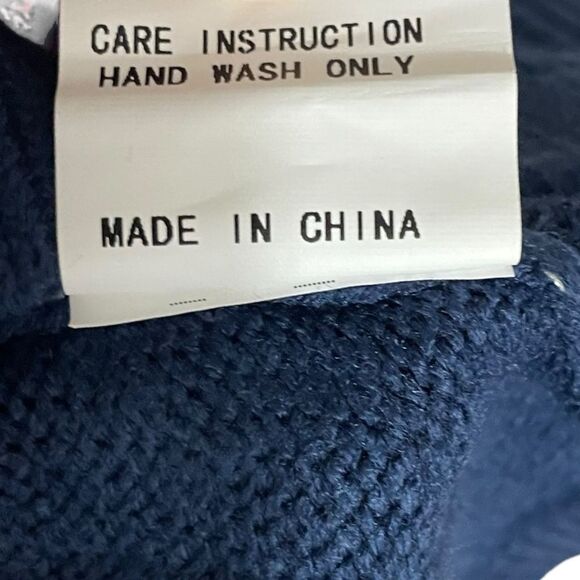 CARE INSTRUCTION
HAND WASH ONLY
MADE IN CHINA